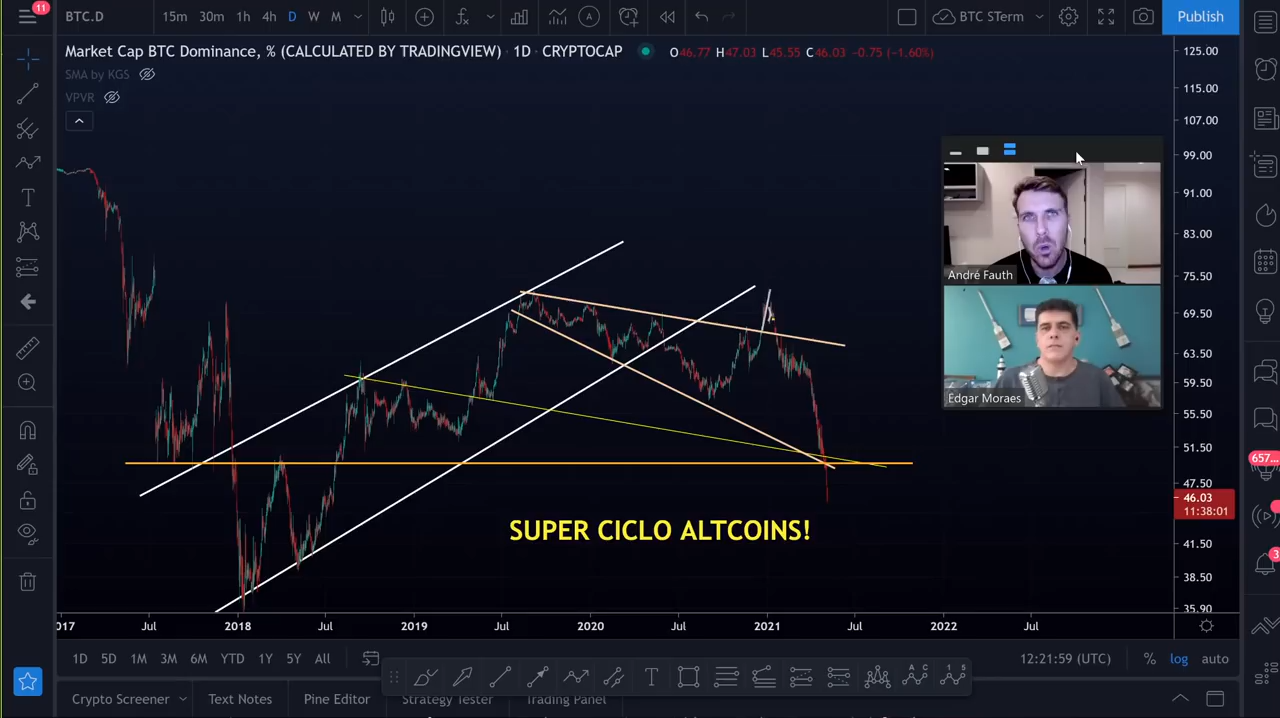 11
BTC.D
15m 30m 1h 4h D W M
BTC STerm
Publish
Market Cap BTC Dominance, % (CALCULATED BY TRADINGVIEW) · 1D · CRYPTOCAP
O46.77 H47.03 L45.55 C46.03 -0.75 (-1.60%)
SMA by KGS
VPVR
125.00
115.00
107.00
99.00
91.00
83.00
75.50
69.50
63.50
59.50
55.50
51.50
47.50
46.03
11:38:01
41.50
38.50
35.90
André Fauth
Edgar Moraes
657...
3
SUPER CICLO ALTCOINS!
017 Jul 2018 Jul 2019 Jul 2020 Jul 2021 Jul 2022 Jul
1D 5D 1M 3M 6M YTD 1Y 5Y All
12:21:59 (UTC) % log auto
Crypto Screener Text Notes Pine Editor Strategy Tester Trading Panel